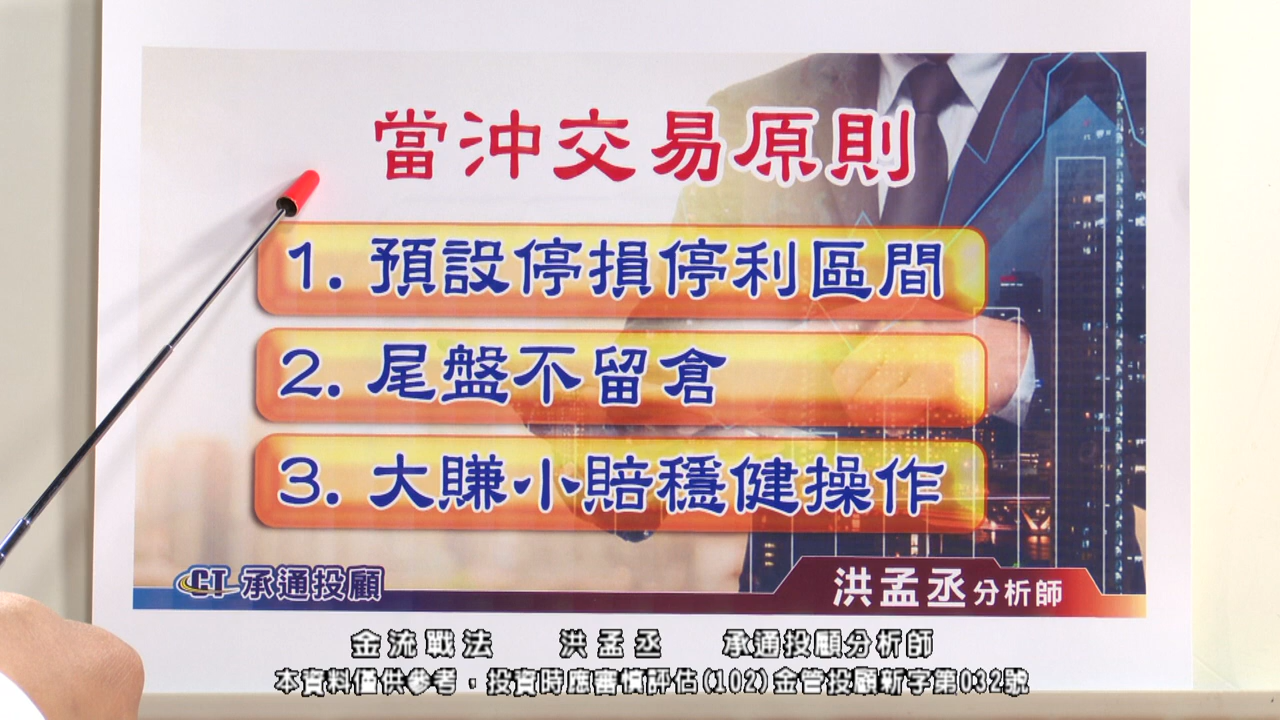 當沖交易原則
1. 預設停損停利區間
2. 尾盤不留倉
3. 大賺小賠穩健操作
CT 承通投顧
洪孟丞分析師
金流戰法 洪孟丞 承通投顧分析師
本資料僅供參考，投資時應審慎評估(102)金管投顧新字第032號